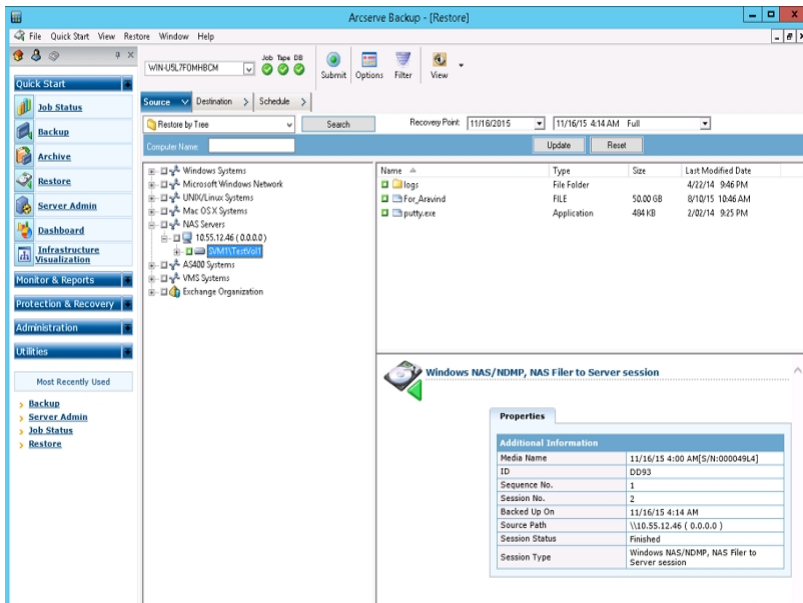 Arcserve Backup - [Restore]
File Quick Start View Restore Window Help
WIN-U5L7F0MH8CM
Job Tape DB
Submit Options Filter View
Quick Start
Job Status
Backup
Archive
Restore
Server Admin
Dashboard
Infrastructure
Visualization
Monitor & Reports
Protection & Recovery
Administration
Utilities
Most Recently Used
Backup
Server Admin
Job Status
Restore
Source Destination Schedule
Restore by Tree Search Recovery Point: 11/16/2015 11/16/15 4:14 AM Full
Computer Name: Update Reset
Windows Systems
Microsoft Windows Network
UNIX/Linux Systems
Mac OS X Systems
NAS Servers
10.55.12.46 ( 0.0.0.0 )
SVM1\TestVol1
AS400 Systems
VMS Systems
Exchange Organization
Name Type Size Last Modified Date
logs File Folder 4/22/14 9:46 PM
For_Aravind FILE 50.00 GB 8/10/15 10:46 AM
putty.exe Application 484 KB 2/02/14 9:25 PM
Windows NAS/NDMP, NAS Filer to Server session
Properties
Additional Information
Media Name 11/16/15 4:00 AM[S/N:000049L4]
ID DD93
Sequence No. 1
Session No. 2
Backed Up On 11/16/15 4:14 AM
Source Path \\10.55.12.46 ( 0.0.0.0 )
Session Status Finished
Session Type Windows NAS/NDMP, NAS Filer to
Server session